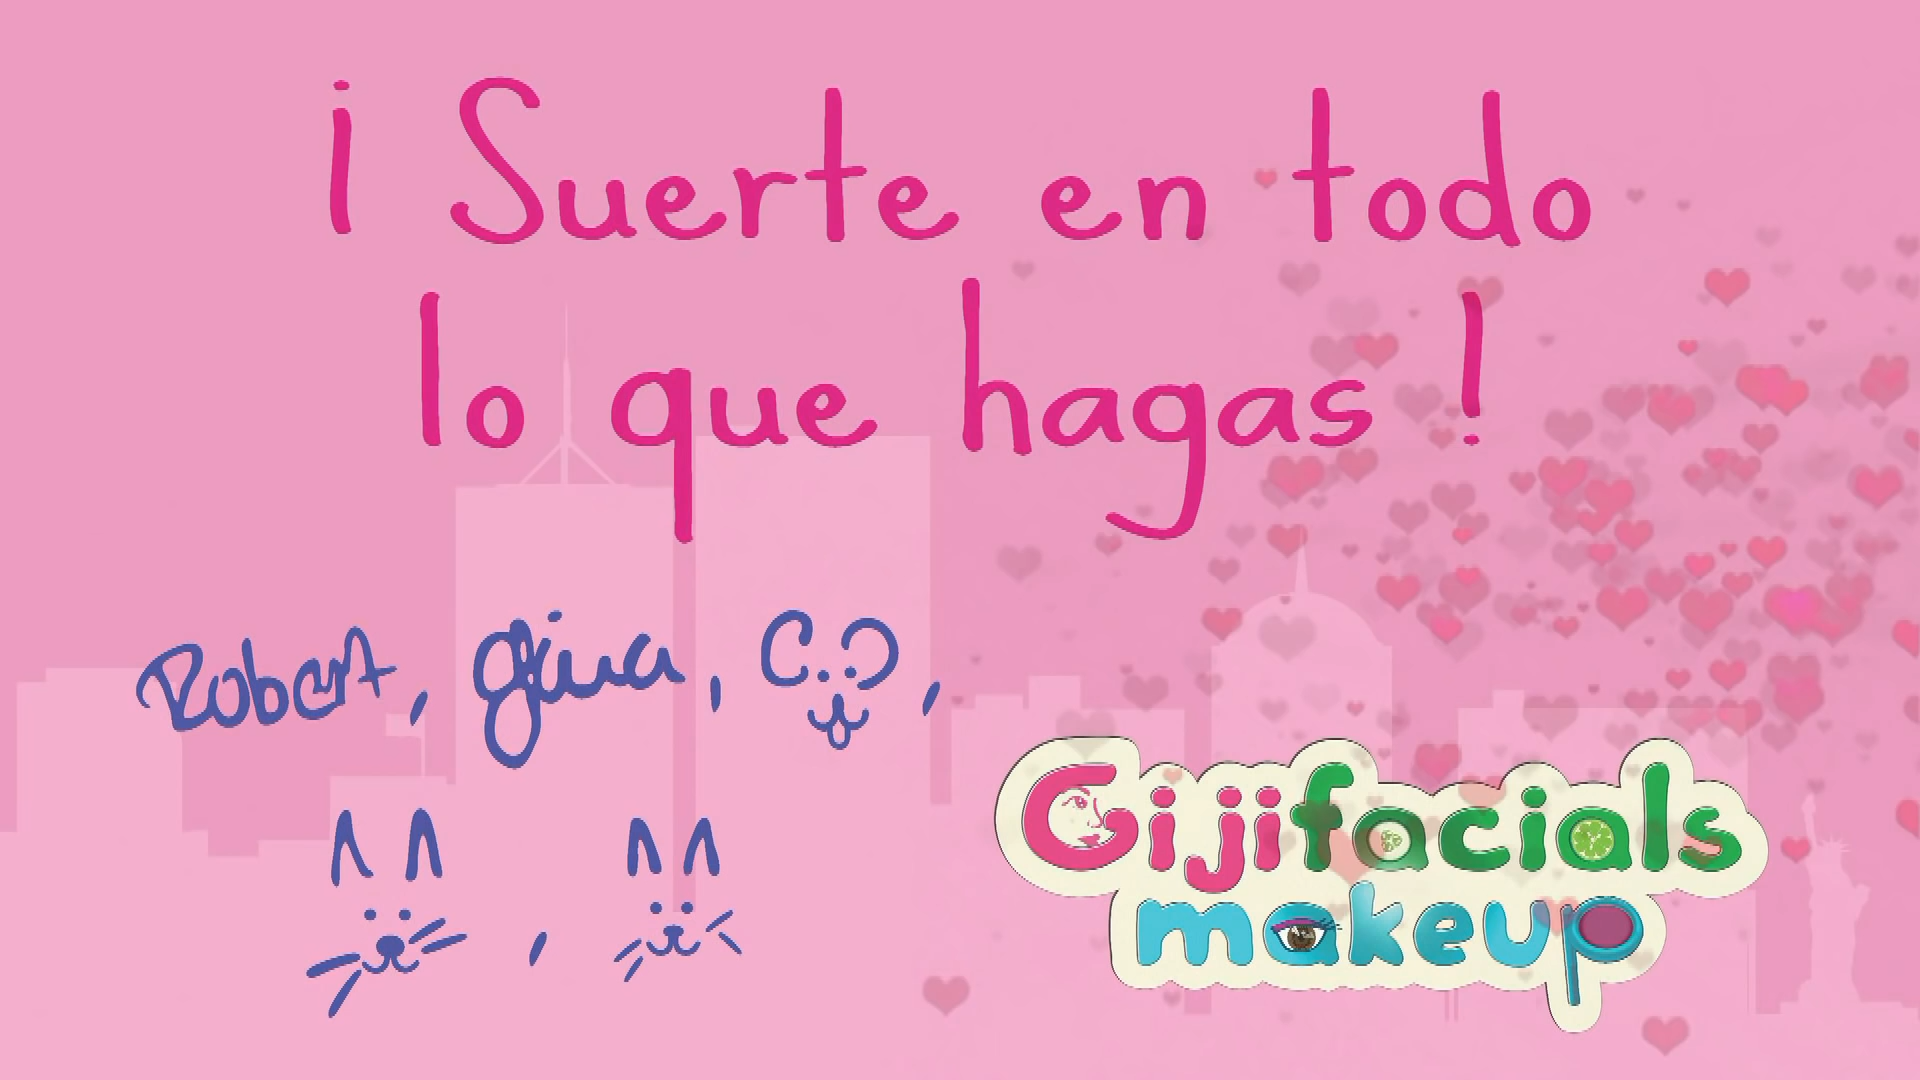 ¡ Suerte en todo
lo que hagas !
Robert, gina, ,
,
Gijifacials
makeup